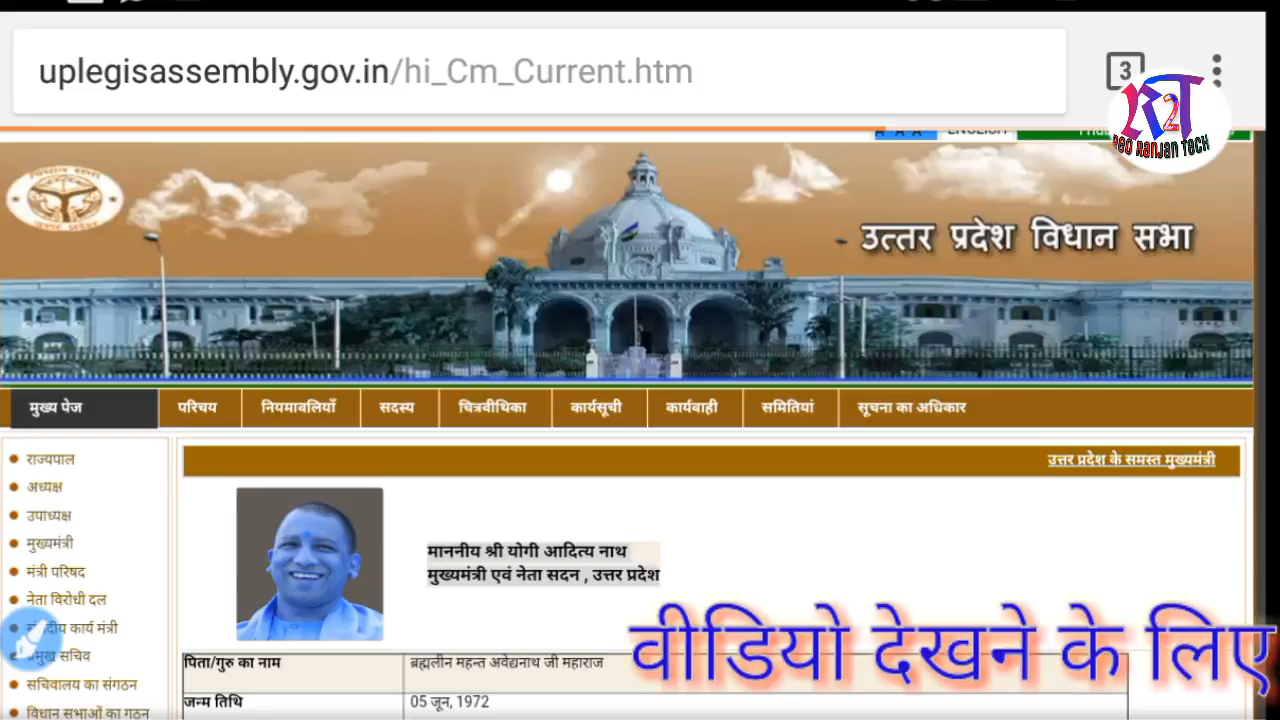 uplegisassembly.gov.in/hi_Cm_Current.htm
3
R2T
A A A
ENGLISH
RANJAN TECH
उत्तर प्रदेश विधान सभा
मुख्य पेज
परिचय
नियमावलियाँ
सदस्य
चित्रवीथिका
कार्यसूची
कार्यवाही
समितियां
सूचना का अधिकार
राज्यपाल
अध्यक्ष
उपाध्यक्ष
मुख्यमंत्री
मंत्री परिषद
नेता विरोधी दल
कार्य मंत्री
प्रमुख सचिव
सचिवालय का संगठन
विधान सभाओं का गठन
उत्तर प्रदेश के समस्त मुख्यमंत्री
माननीय श्री योगी आदित्य नाथ
मुख्यमंत्री एवं नेता सदन , उत्तर प्रदेश
पिता/गुरु का नाम
ब्रह्मलीन महन्त अवेद्यनाथ जी महाराज
जन्म तिथि
05 जून, 1972
वीडियो देखने के लिए